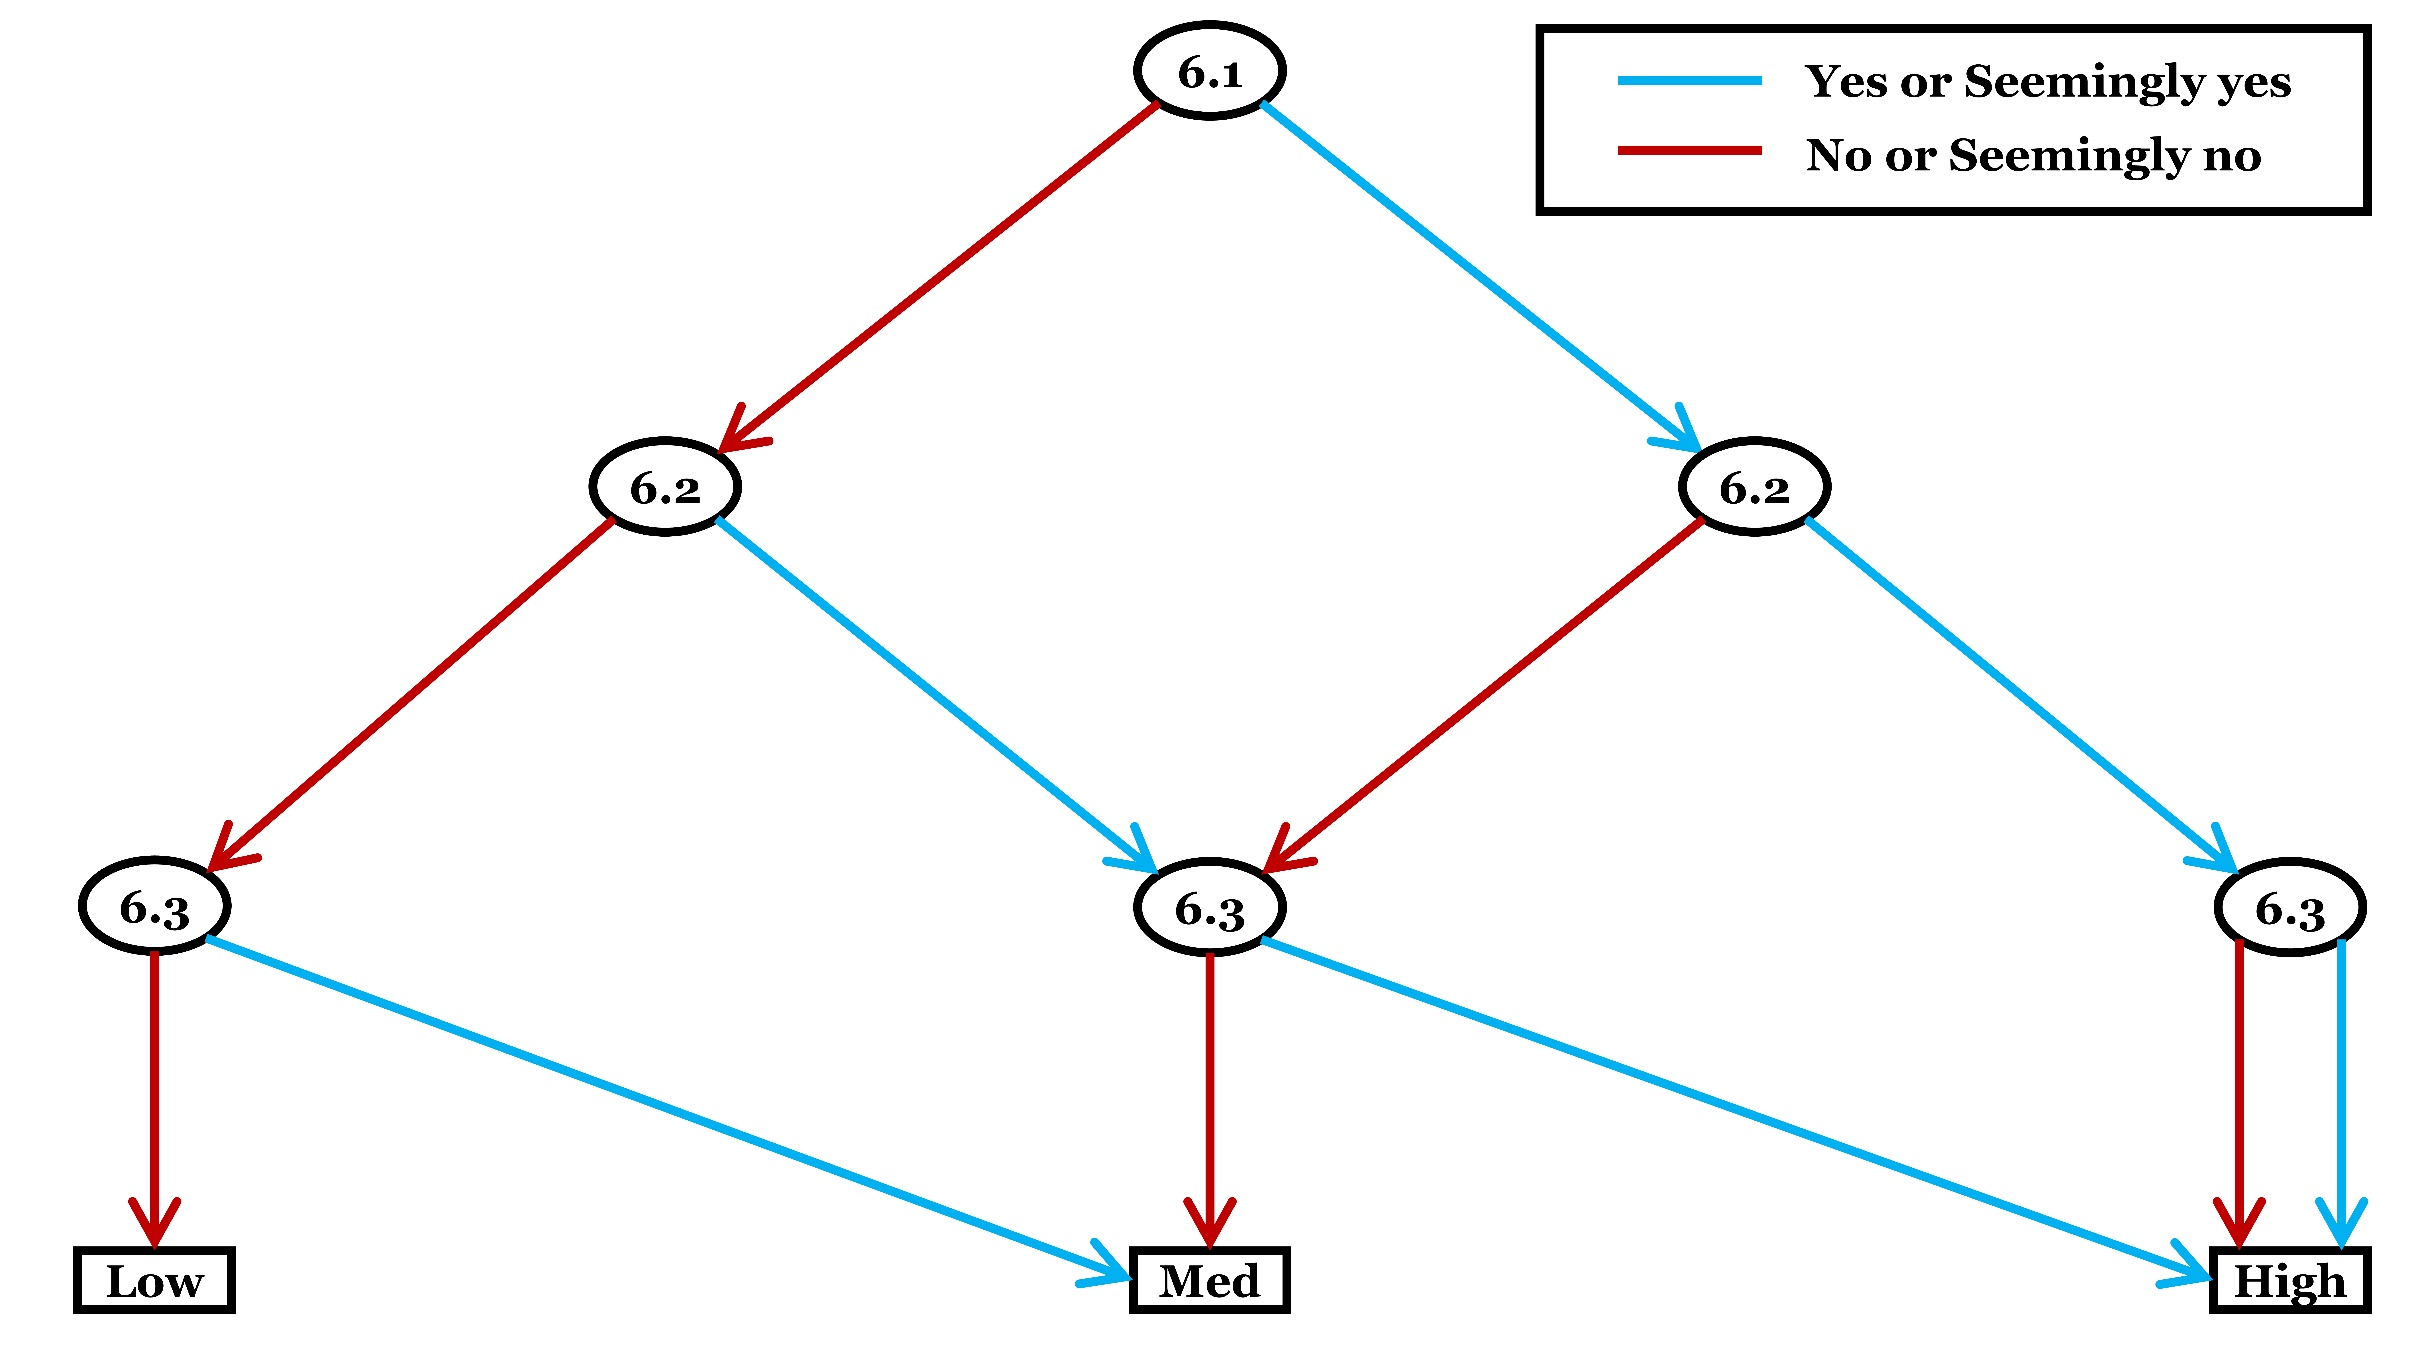 6.1
Yes or Seemingly yes
No or Seemingly no
6.2
6.2
6.3
6.3
6.3
Low
Med
High